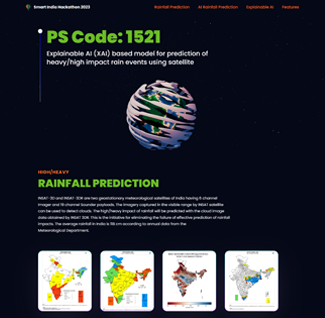 Smart India Hackathon 2023
Rainfall Prediction
AI Rainfall Prediction
Explainable AI
Features
PS Code: 1521
Explainable AI (XAI) based model for prediction of
heavy/high impact rain events using satellite
HIGH/HEAVY
RAINFALL PREDICTION
INSAT- 3D and INSAT- 3DR are two geostationary meteorological satellites of India having 6 channel
imager and 19 channel sounder payloads. The imagery captured in the visible range by INSAT satellite
can be used to detect clouds. The high/heavy impact of rainfall will be predicted with the cloud image
data obtained by INSAT 3DR. This is the initiative for eliminating the failure of effective prediction of rainfall
impacts. The average rainfall in India is 118 cm according to annual data from the
Meteorological Department.